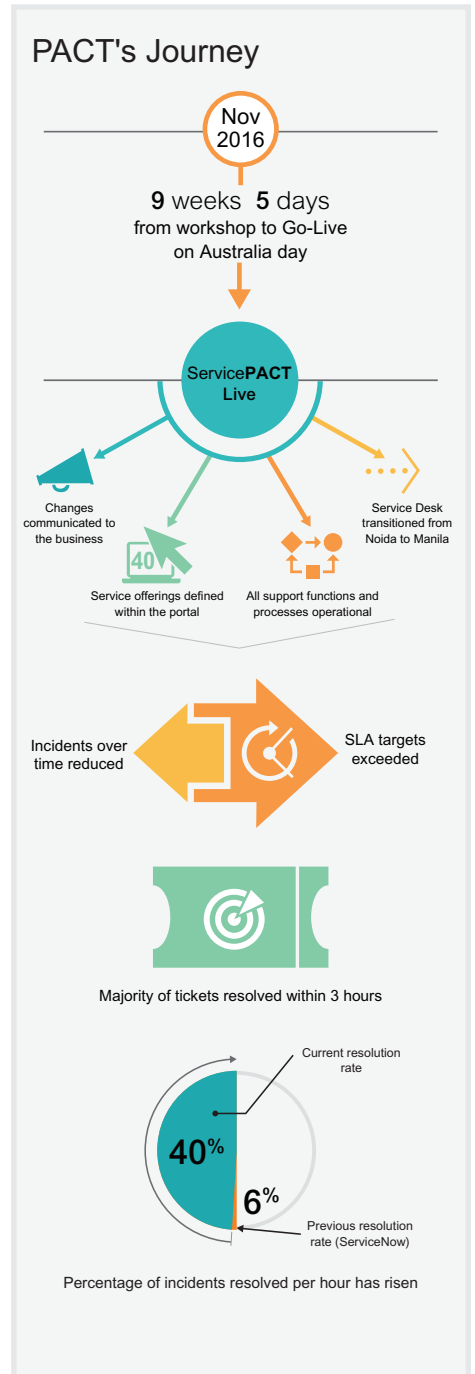 PACT's Journey
Nov
2016
9 weeks 5 days
from workshop to Go-Live
on Australia day
ServicePACT
Live
Changes
communicated to
the business
40
Service offerings defined
within the portal
All support functions and
processes operational
Service Desk
transitioned from
Noida to Manila
Incidents over
time reduced
SLA targets
exceeded
Majority of tickets resolved within 3 hours
Current resolution
rate
40%
6%
Previous resolution
rate (ServiceNow)
Percentage of incidents resolved per hour has risen